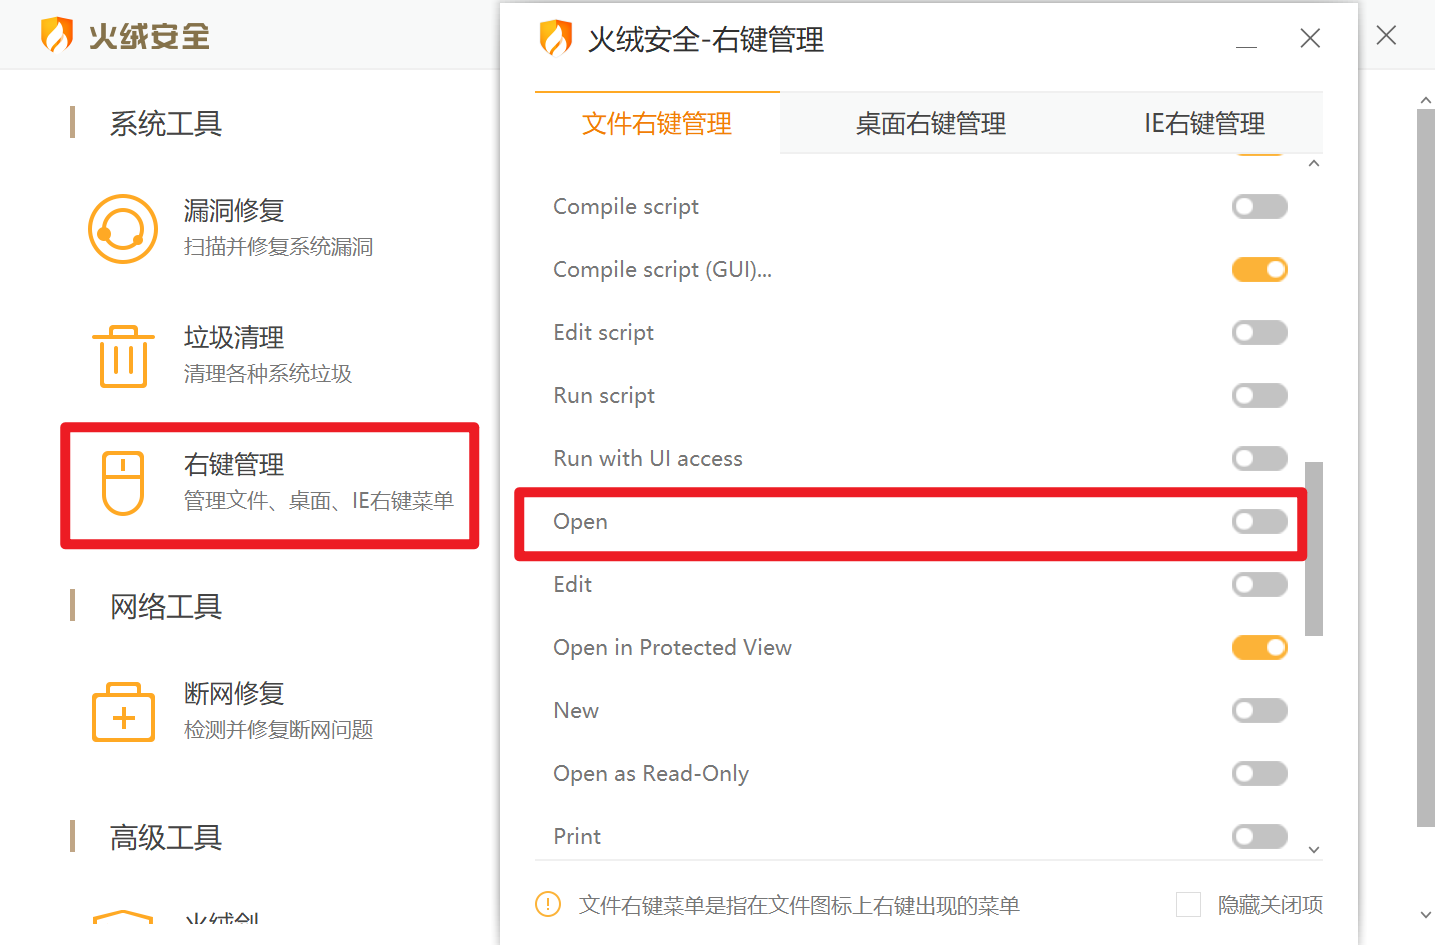 火绒安全
系统工具
漏洞修复
扫描并修复系统漏洞
垃圾清理
清理各种系统垃圾
右键管理
管理文件、桌面、IE右键菜单
网络工具
断网修复
检测并修复断网问题
高级工具
火绒剑
火绒安全-右键管理
文件右键管理
桌面右键管理
IE右键管理
Compile script
Compile script (GUI)...
Edit script
Run script
Run with UI access
Open
Edit
Open in Protected View
New
Open as Read-Only
Print
文件右键菜单是指在文件图标上右键出现的菜单
隐藏关闭项